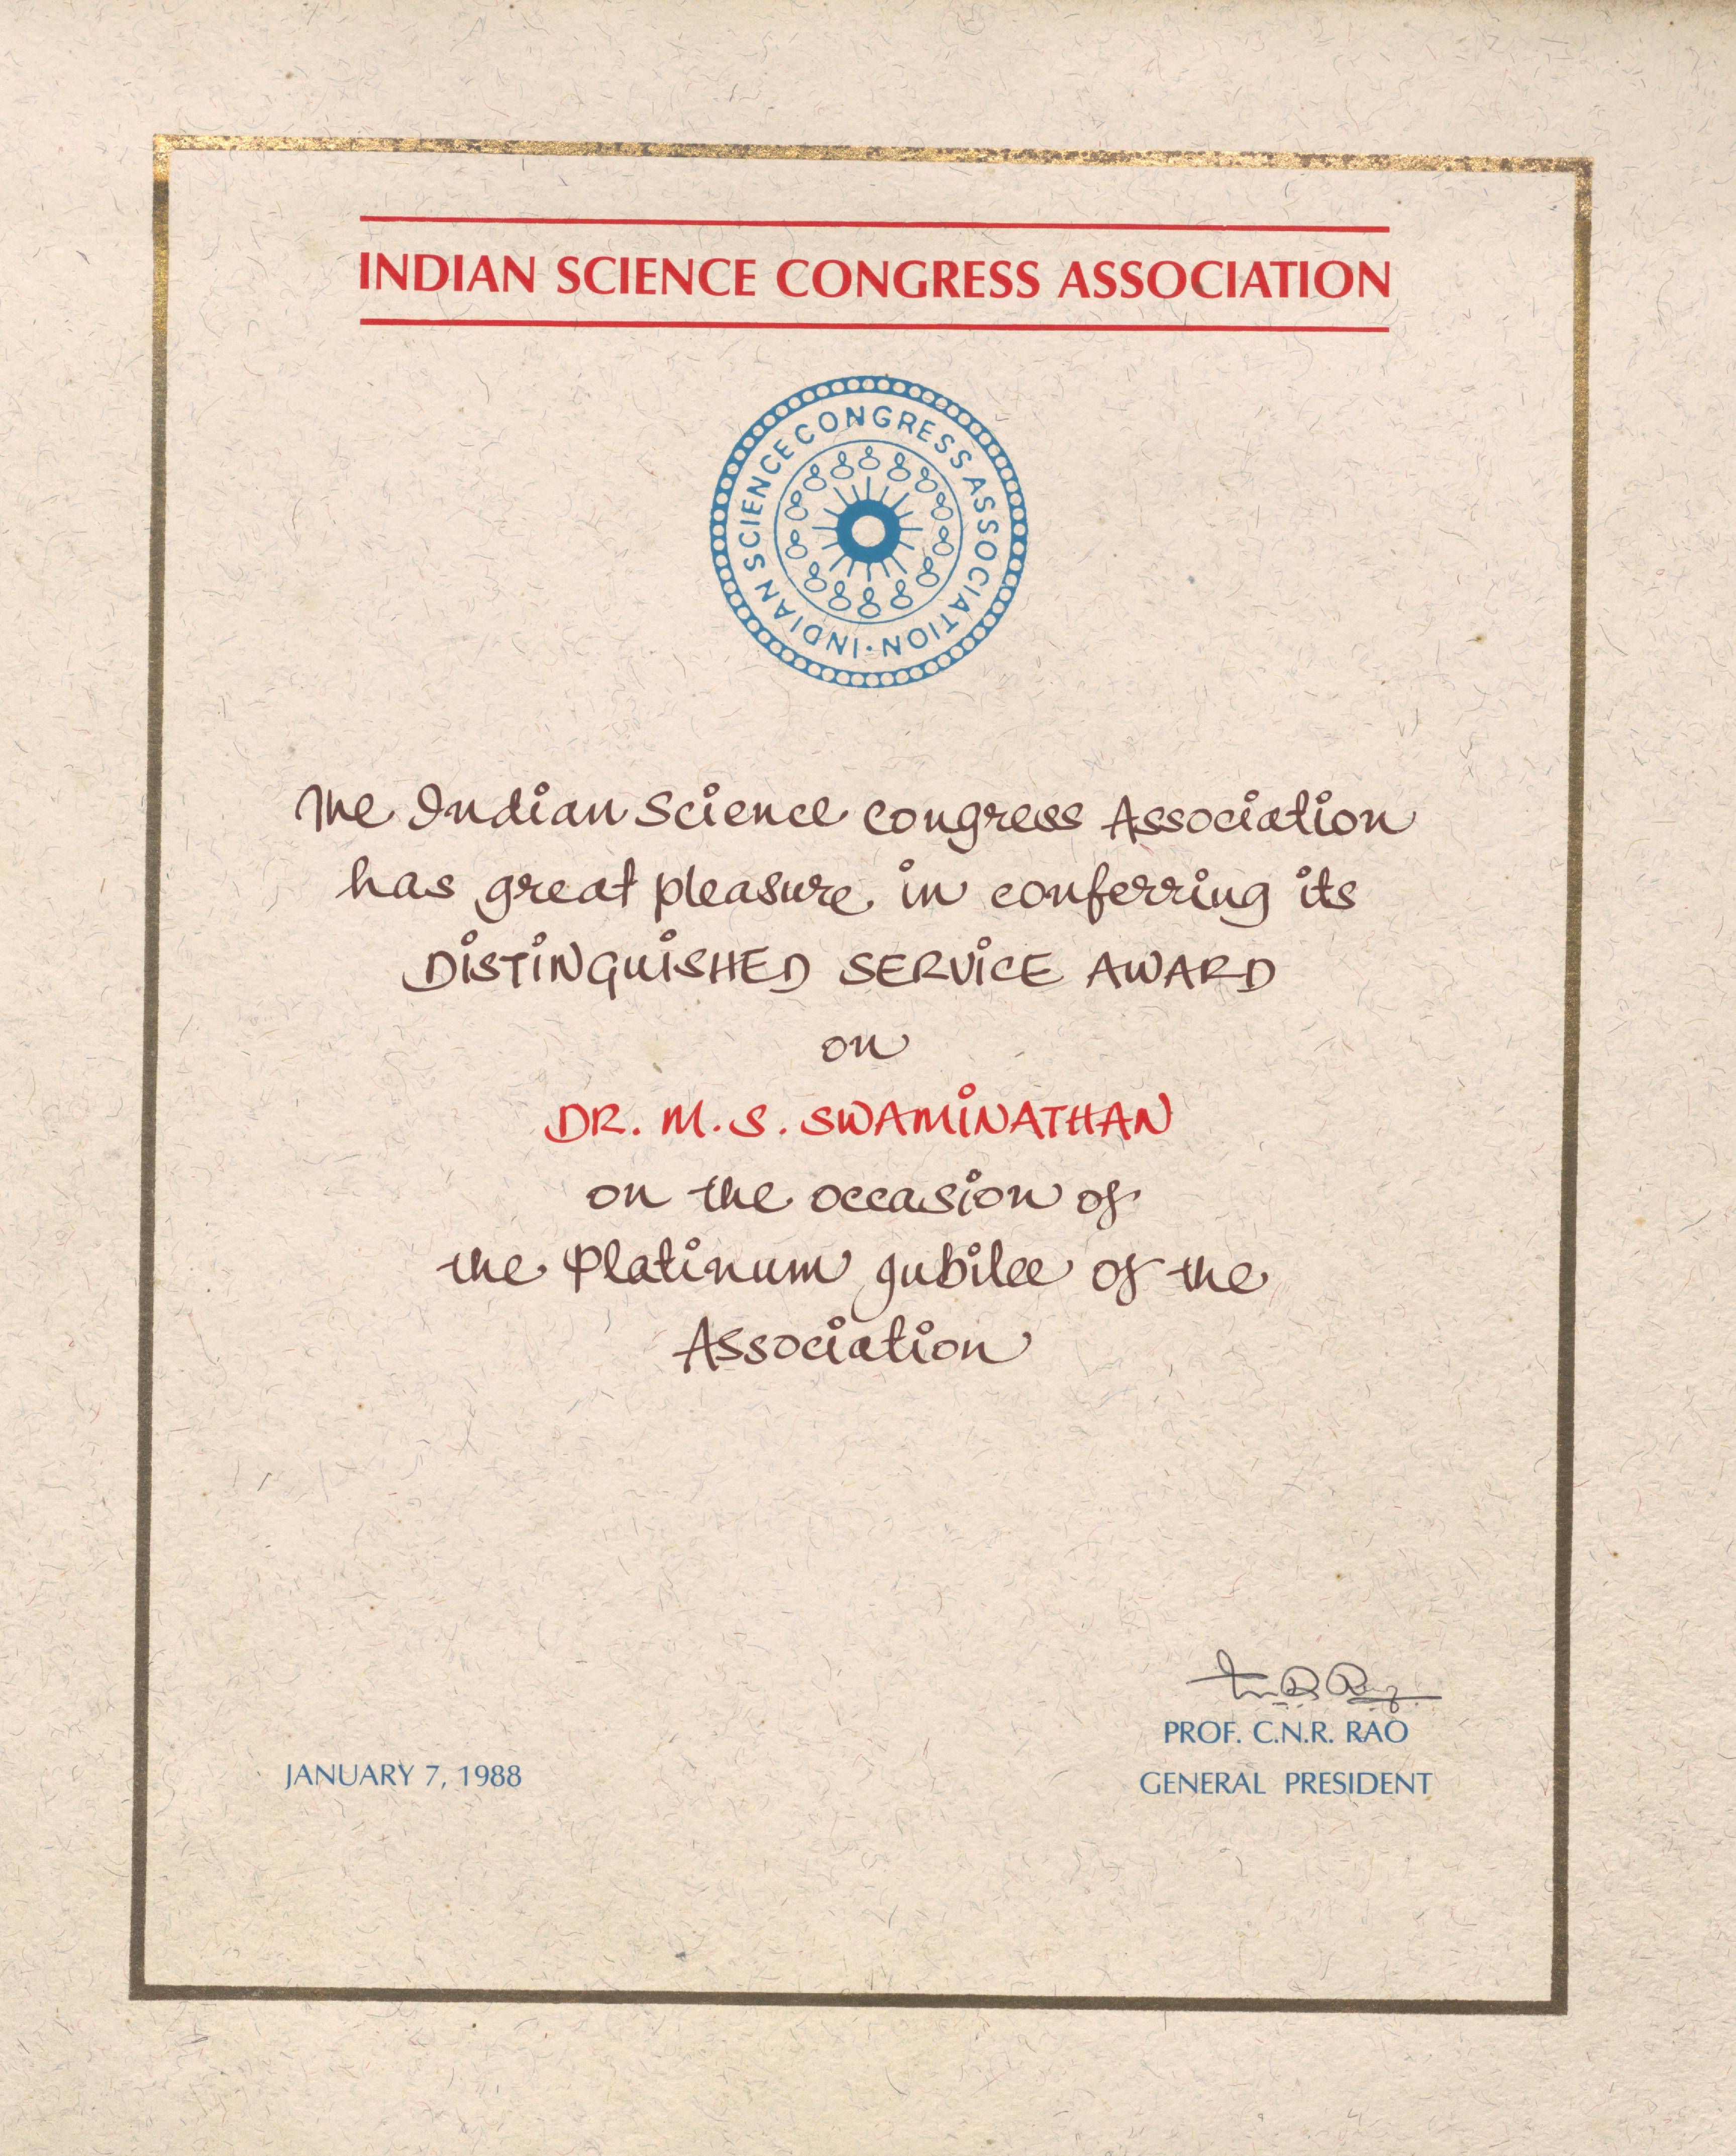 INDIAN SCIENCE CONGRESS ASSOCIATION
INDIAN SCIENCE CONGRESS ASSOCIATION ·
The Indian Science Congress Association
has great pleasure in conferring its
DISTINGUISHED SERVICE AWARD
on
DR. M. S. SWAMINATHAN
on the occasion of
the Platinum Jubilee of the
Association
PROF. C.N.R. RAO
JANUARY 7, 1988
GENERAL PRESIDENT